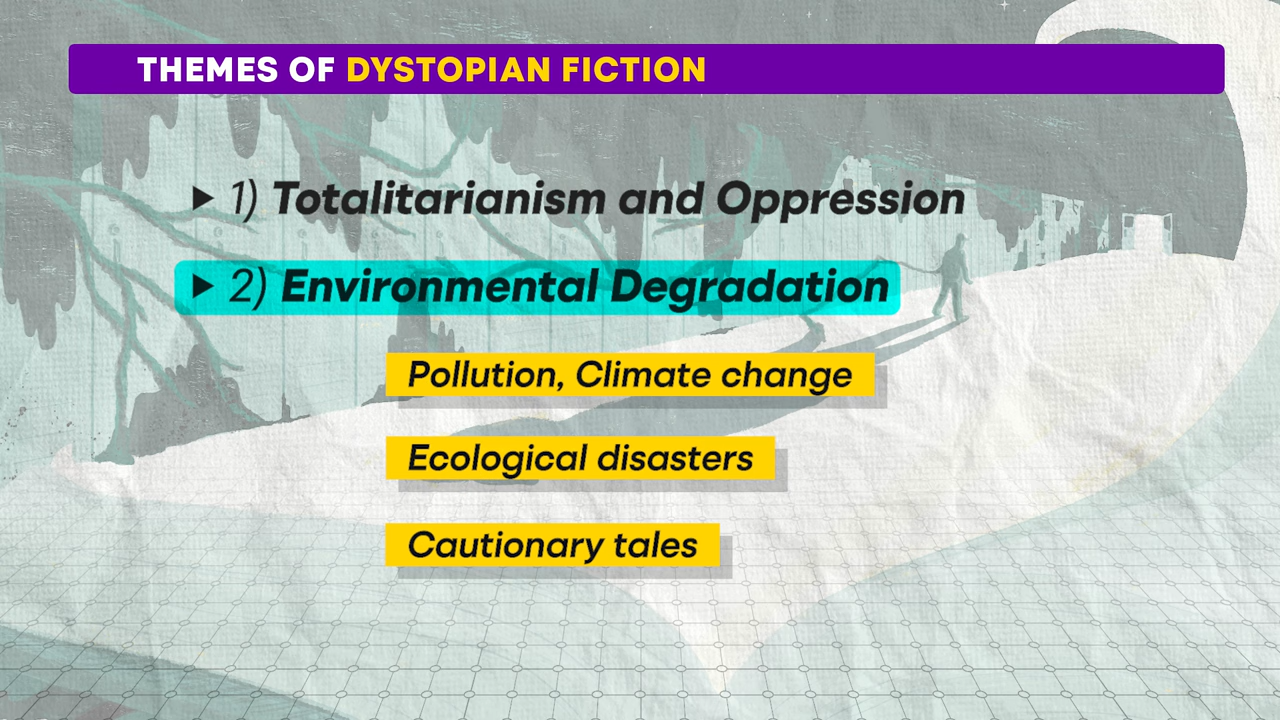 THEMES OF DYSTOPIAN FICTION
▶ 1) Totalitarianism and Oppression
▶ 2) Environmental Degradation
Pollution, Climate change
Ecological disasters
Cautionary tales